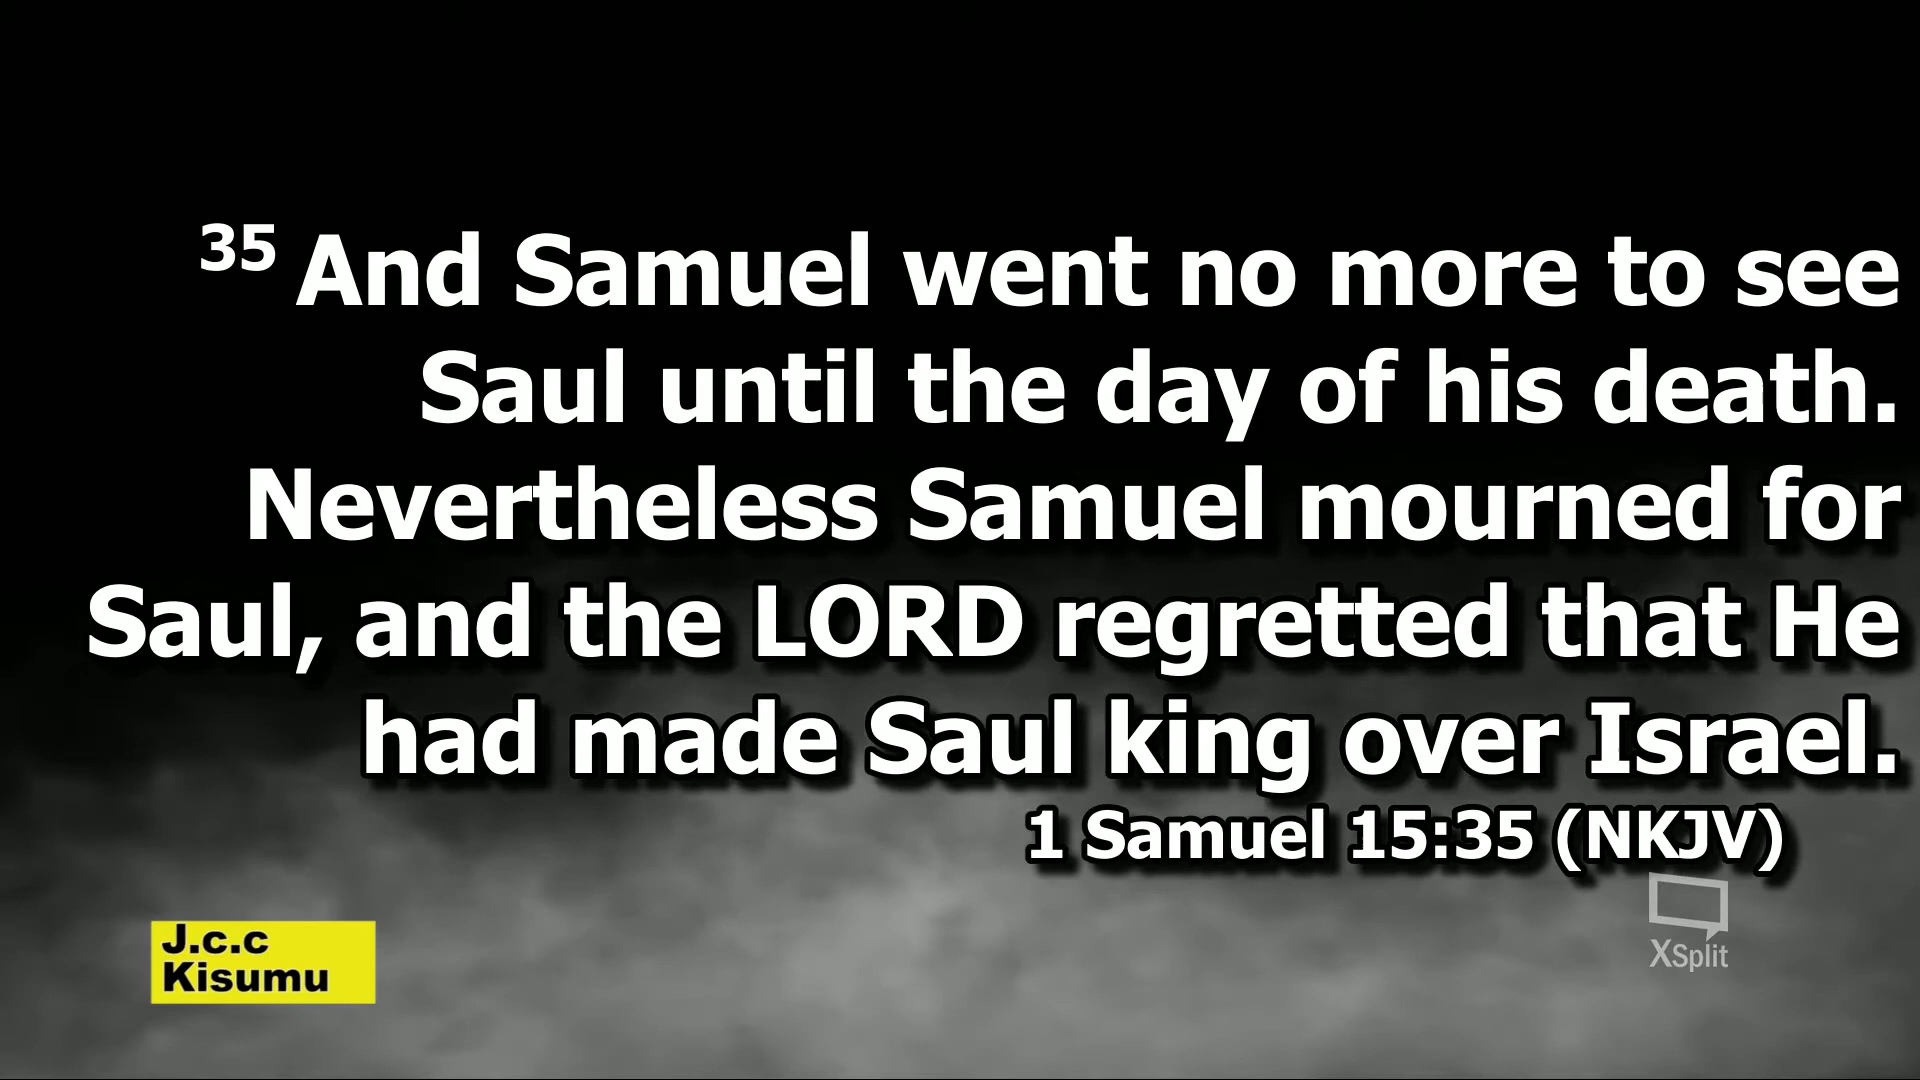 35 And Samuel went no more to see
Saul until the day of his death.
Nevertheless Samuel mourned for
Saul, and the LORD regretted that He
had made Saul king over Israel.
1 Samuel 15:35 (NKJV)
XSplit
J.c.c
Kisumu